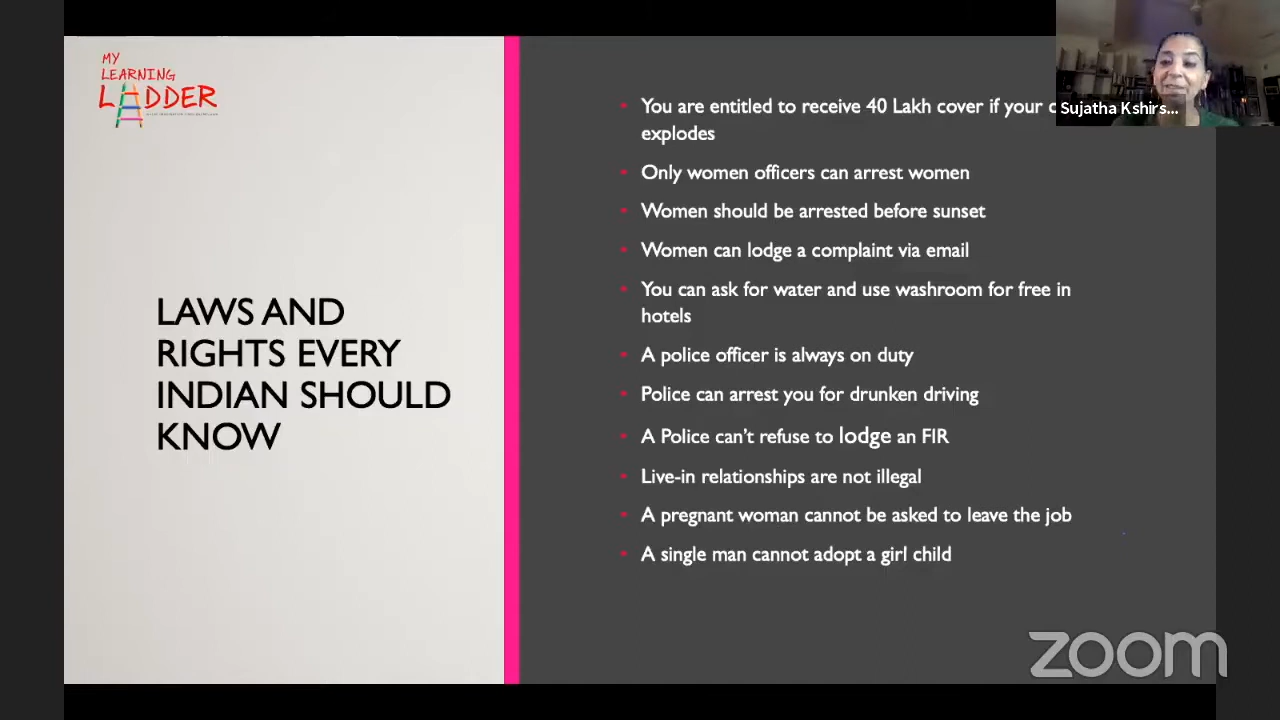 MY
LEARNING
LADDER
LAWS AND
RIGHTS EVERY
INDIAN SHOULD
KNOW
You are entitled to receive 40 Lakh cover if your
explodes
Only women officers can arrest women
Women should be arrested before sunset
Women can lodge a complaint via email
You can ask for water and use washroom for free in
hotels
A police officer is always on duty
Police can arrest you for drunken driving
A Police can't refuse to lodge an FIR
Live-in relationships are not illegal
A pregnant woman cannot be asked to leave the job
A single man cannot adopt a girl child
Sujatha Kshirs...
zoom